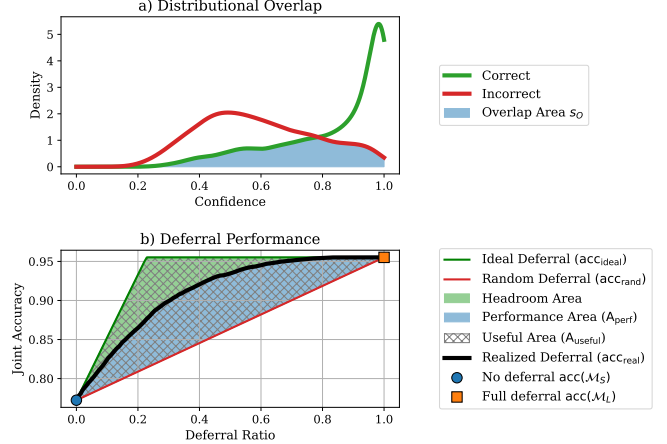 a) Distributional Overlap
5
4
3
2
1
0
Density
0.0 0.2 0.4 0.6 0.8 1.0
Confidence
Correct
Incorrect
Overlap Area s_O
b) Deferral Performance
0.95
0.90
0.85
0.80
Joint Accuracy
0.0 0.2 0.4 0.6 0.8 1.0
Deferral Ratio
Ideal Deferral (acc_ideal)
Random Deferral (acc_rand)
Headroom Area
Performance Area (A_perf)
Useful Area (A_useful)
Realized Deferral (acc_real)
No deferral acc(ℳ_S)
Full deferral acc(ℳ_L)